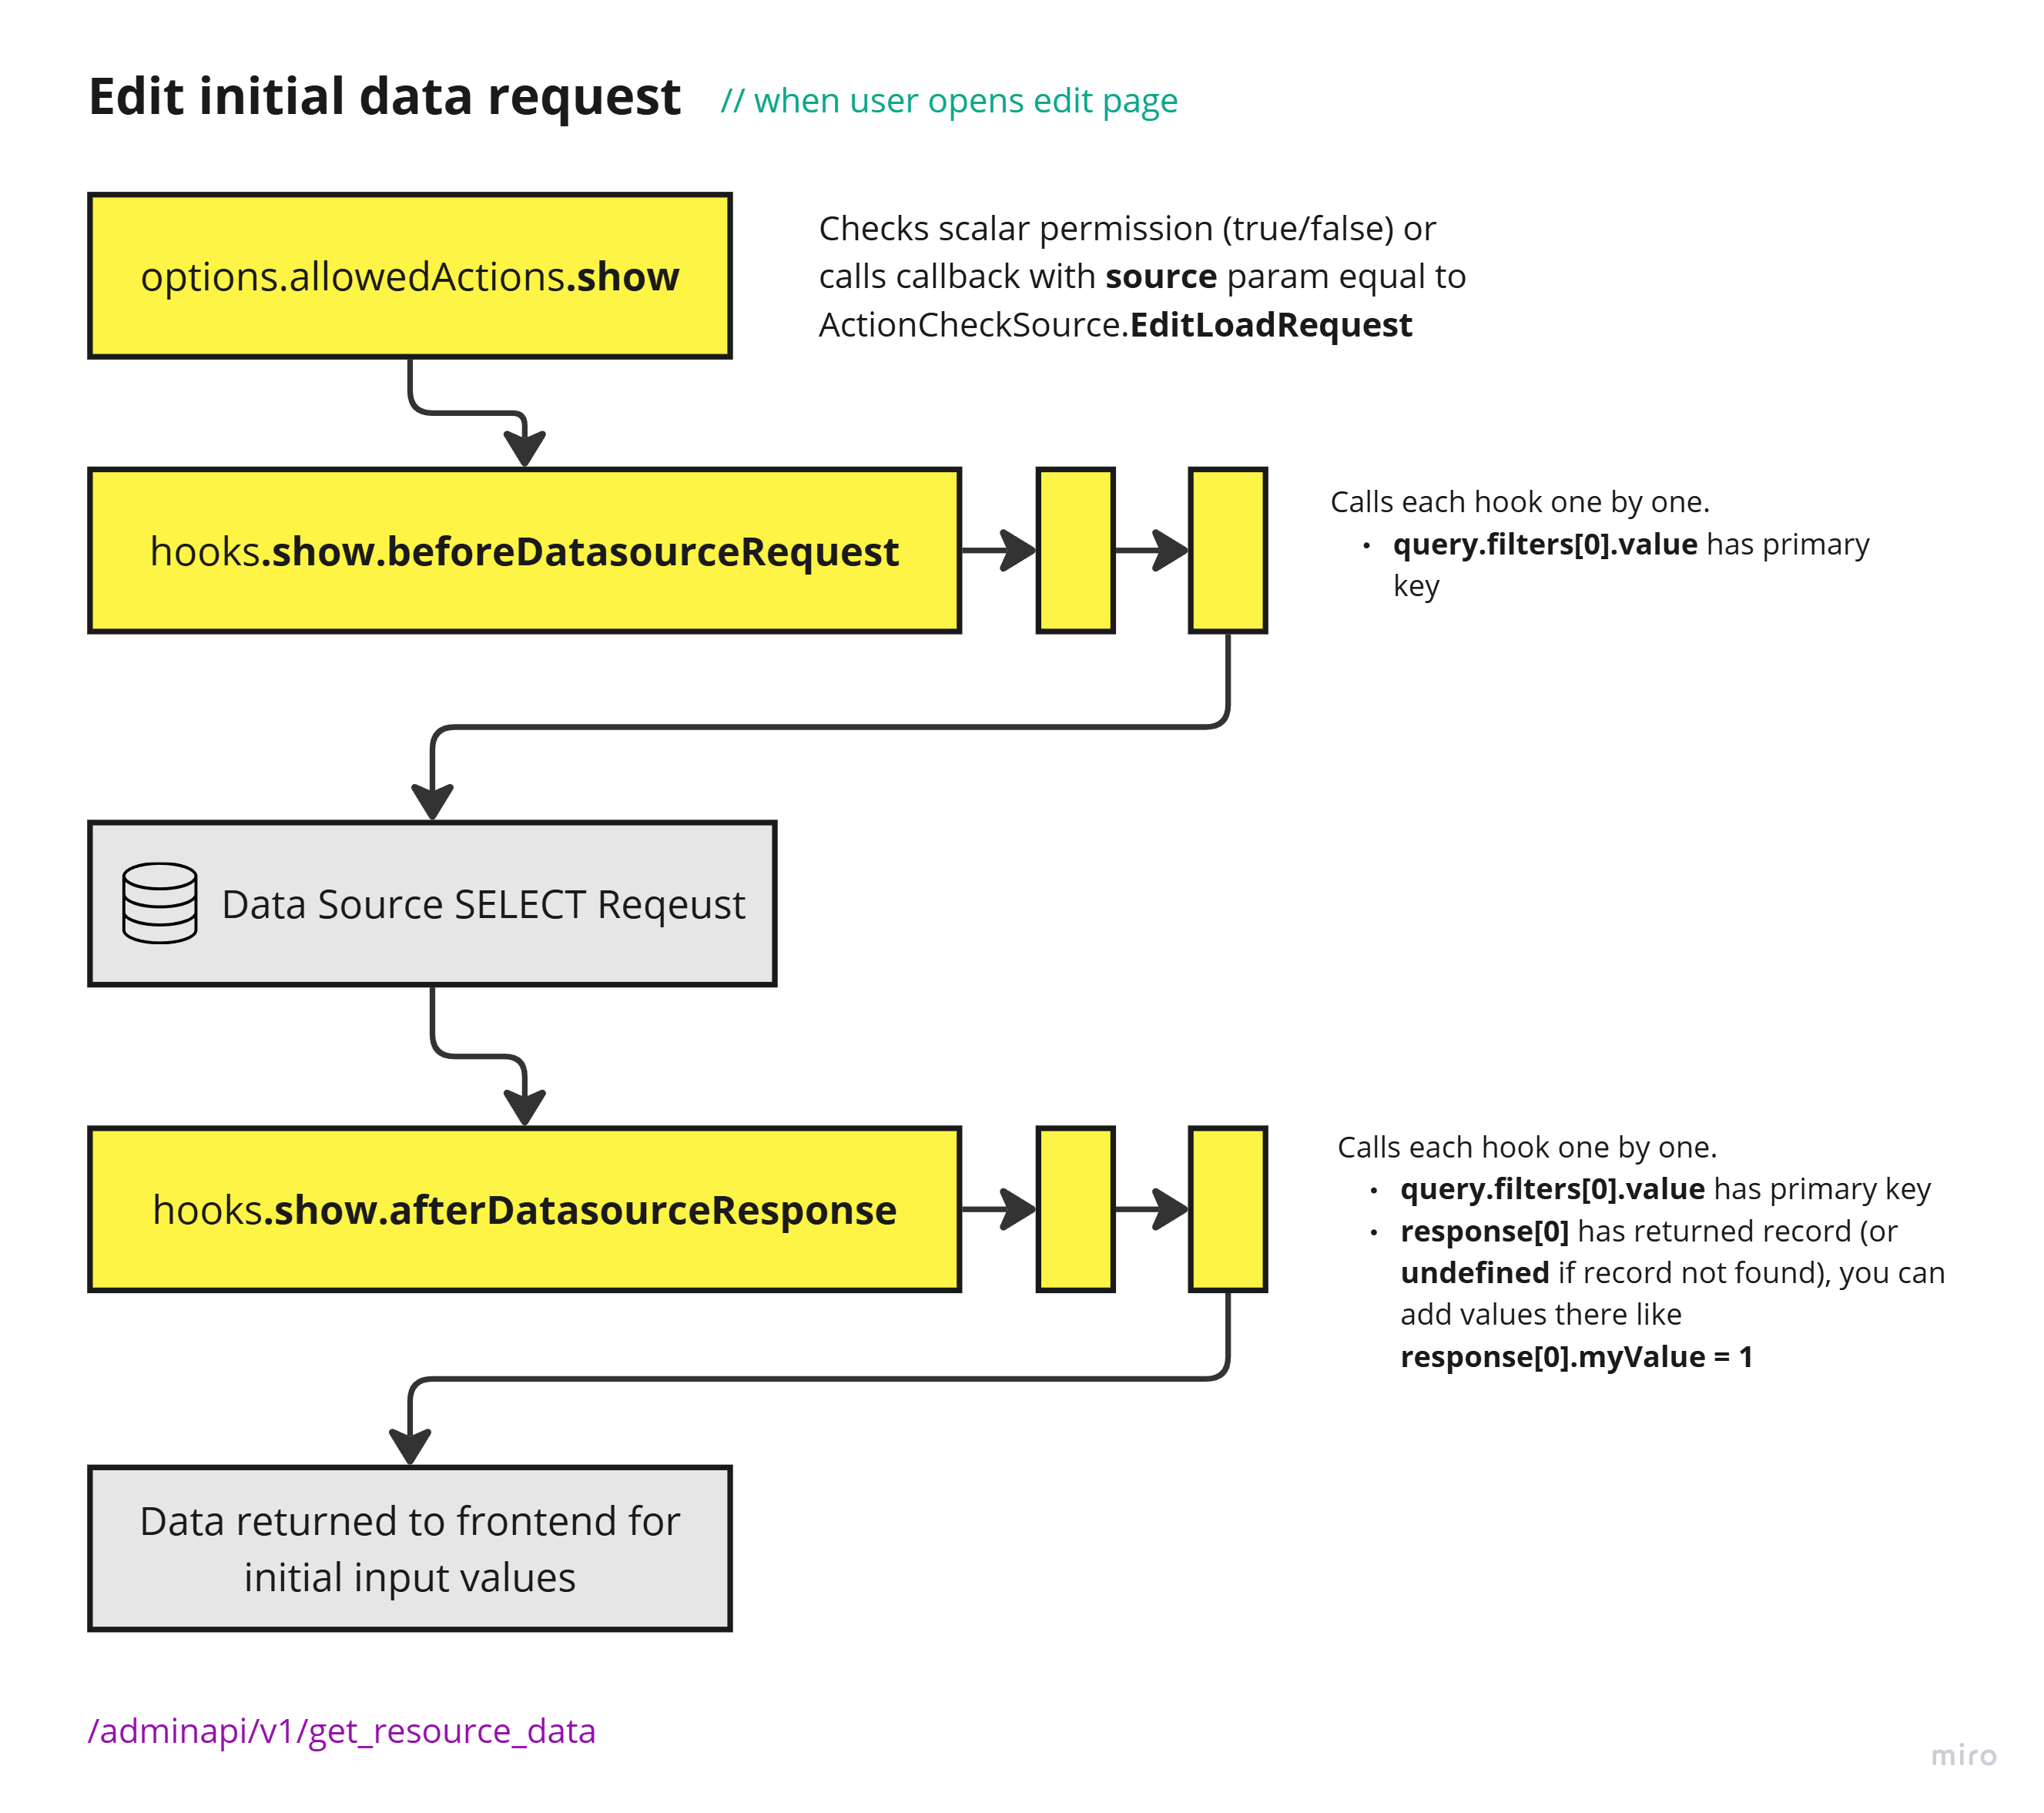 Edit initial data request // when user opens edit page
options.allowedActions.show
Checks scalar permission (true/false) or
calls callback with source param equal to
ActionCheckSource.EditLoadRequest
hooks.show.beforeDatasourceRequest
Calls each hook one by one.
• query.filters[0].value has primary
key
Data Source SELECT Reqeust
hooks.show.afterDatasourceResponse
Calls each hook one by one.
• query.filters[0].value has primary key
• response[0] has returned record (or
undefined if record not found), you can
add values there like
response[0].myValue = 1
Data returned to frontend for
initial input values
/adminapi/v1/get_resource_data
miro